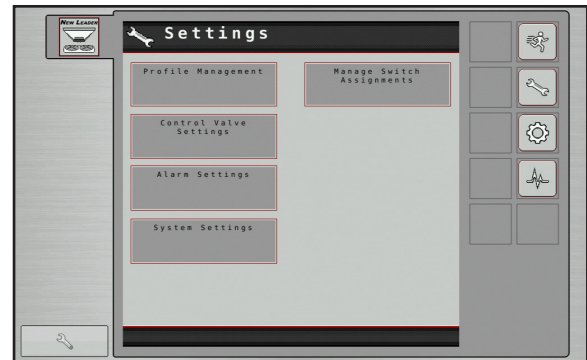 NEW LEADER
Settings
Profile Management
Manage Switch
Assignments
Control Valve
Settings
Alarm Settings
System Settings